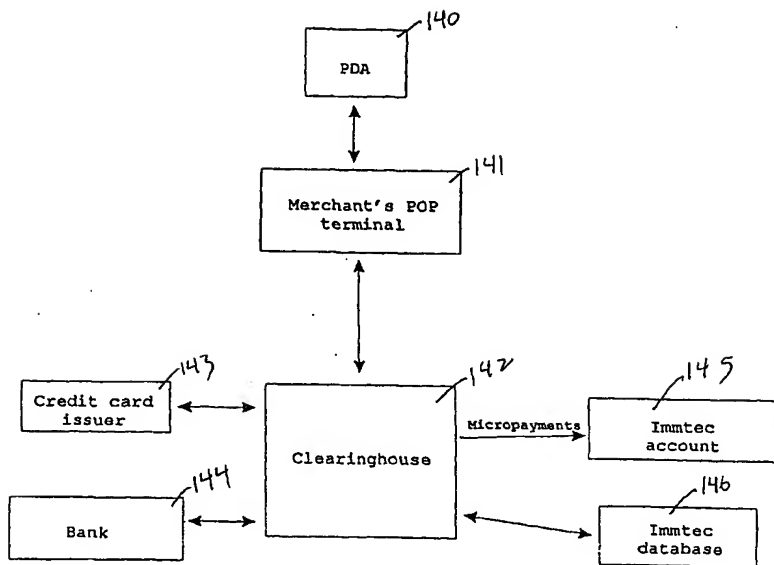 140
PDA
141
Merchant's POP
terminal
143
142
145
Credit card
issuer
Micropayments
Immtec
account
Clearinghouse
144
146
Bank
Immtec
database